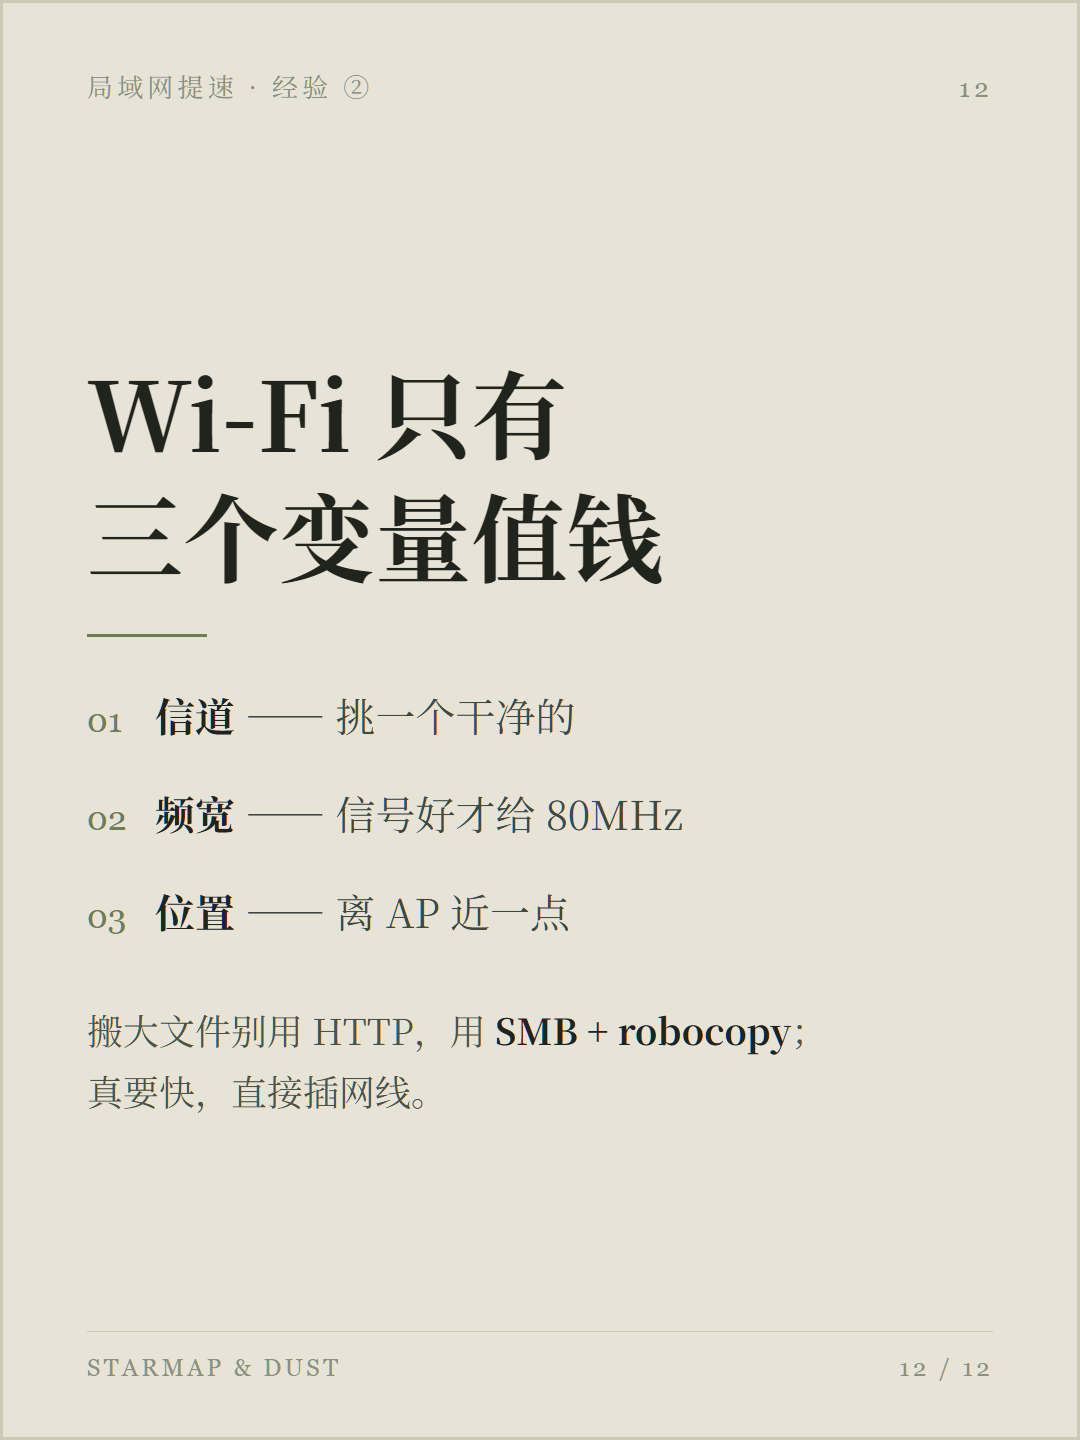 局域网提速 · 经验 ②
12
Wi-Fi 只有
三个变量值钱
01 信道 —— 挑一个干净的
02 频宽 —— 信号好才给 80MHz
03 位置 —— 离 AP 近一点
搬大文件别用 HTTP，用 SMB + robocopy；
真要快，直接插网线。
STARMAP & DUST
12 / 12